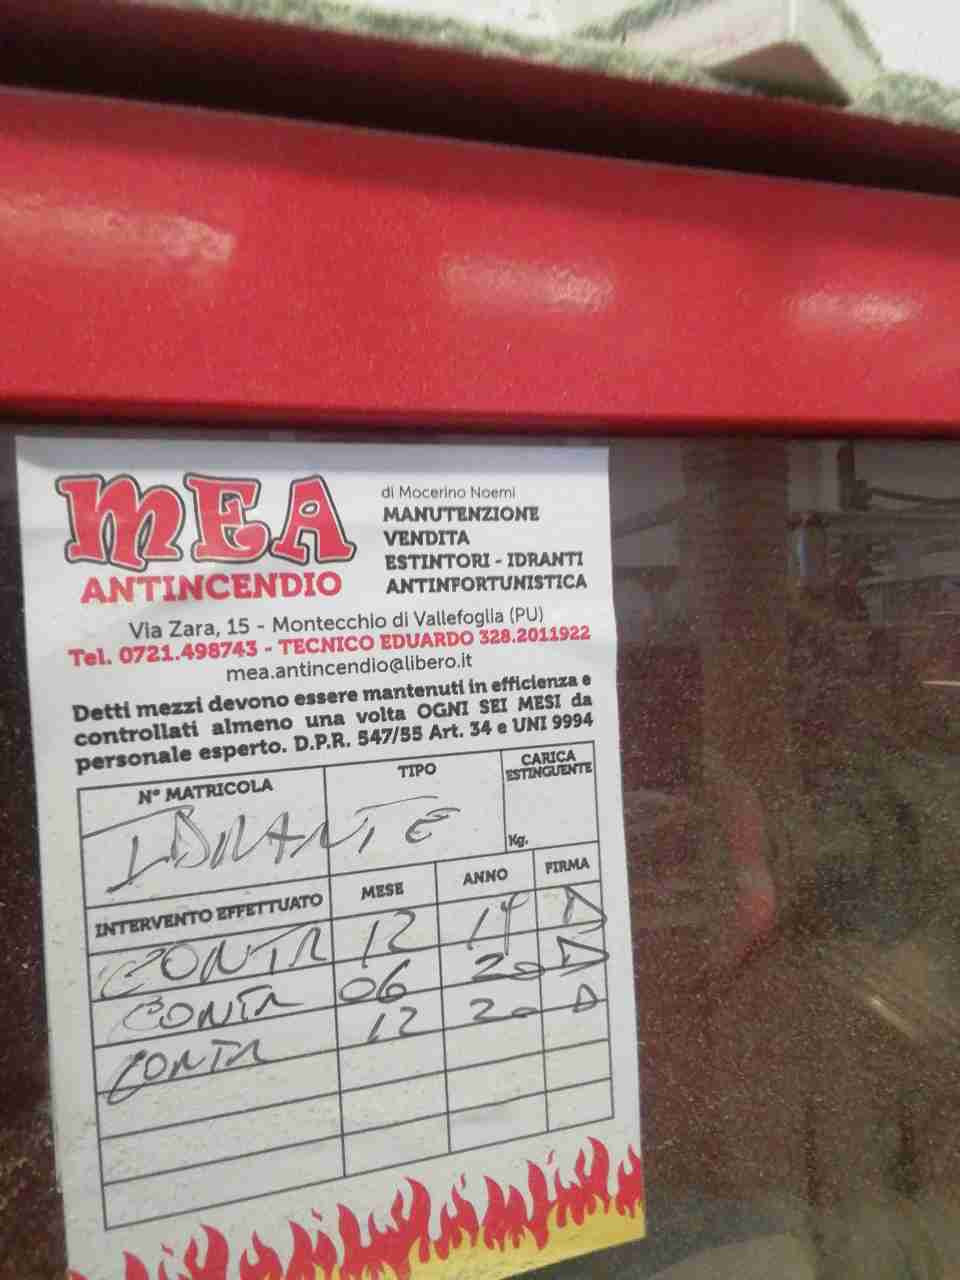 MEA
ANTINCENDIO
di Mocerino Noemi
MANUTENZIONE
VENDITA
ESTINTORI - IDRANTI
ANTINFORTUNISTICA
Via Zara, 15 - Montecchio di Vallefoglia (PU)
Tel. 0721.498743 - TECNICO EDUARDO 328.2011922
mea.antincendio@libero.it
Detti mezzi devono essere mantenuti in efficienza e
controllati almeno una volta OGNI SEI MESI da
personale esperto. D.P.R. 547/55 Art. 34 e UNI 9994
N° MATRICOLA TIPO CARICA
ESTINGUENTE
IDRANTE
Kg.
INTERVENTO EFFETTUATO MESE ANNO FIRMA
CONTR 12 19
CONTR 06 20
CONTR 12 20